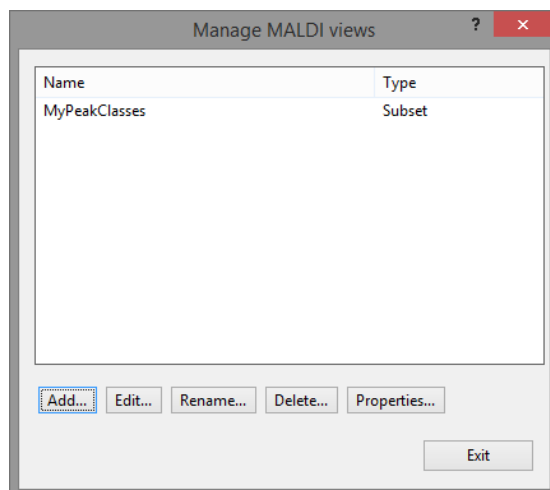 Manage MALDI views
? ×
Name Type
MyPeakClasses Subset
Add... Edit... Rename... Delete... Properties...
Exit